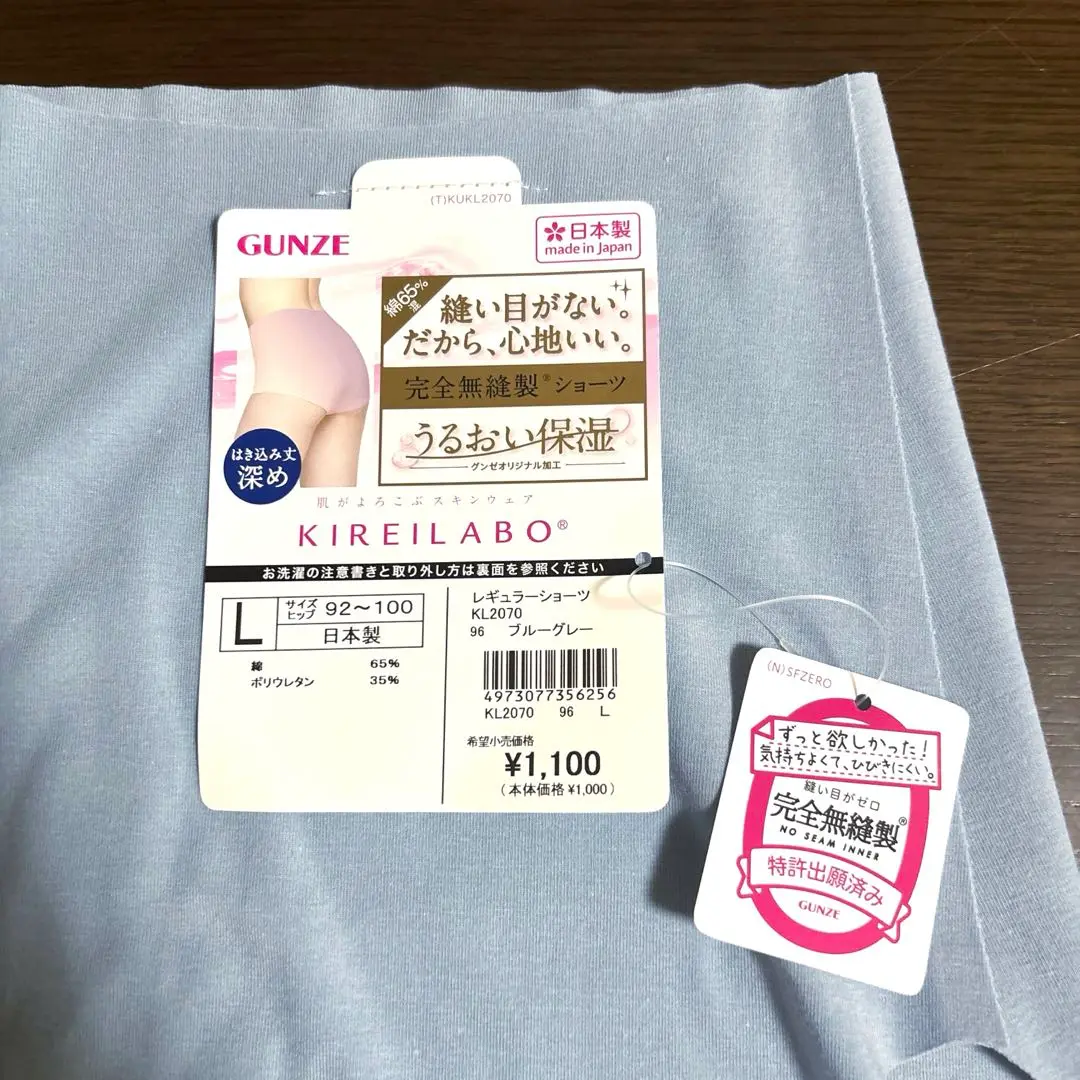 (T)KUKL2070
GUNZE
日本製
made in Japan
綿65%混
縫い目がない。
だから、心地いい。
完全無縫製®ショーツ
うるおい保湿
グンゼオリジナル加工
はき込み丈
深め
肌がよろこぶスキンウェア
KIREILABO®
お洗濯の注意書きと取り外し方は裏面を参照ください
L
サイズ
ヒップ 92〜100
日本製
綿 65%
ポリウレタン 35%
レギュラーショーツ
KL2070
96 ブルーグレー
4973077356256
KL2070 96 L
希望小売価格
¥1,100
(本体価格 ¥1,000)
(N)SFZERO
ずっと欲しかった!
気持ちよくて、ひびきにくい。
縫い目がゼロ
完全無縫製®
NO SEAM INNER
特許出願済み
GUNZE